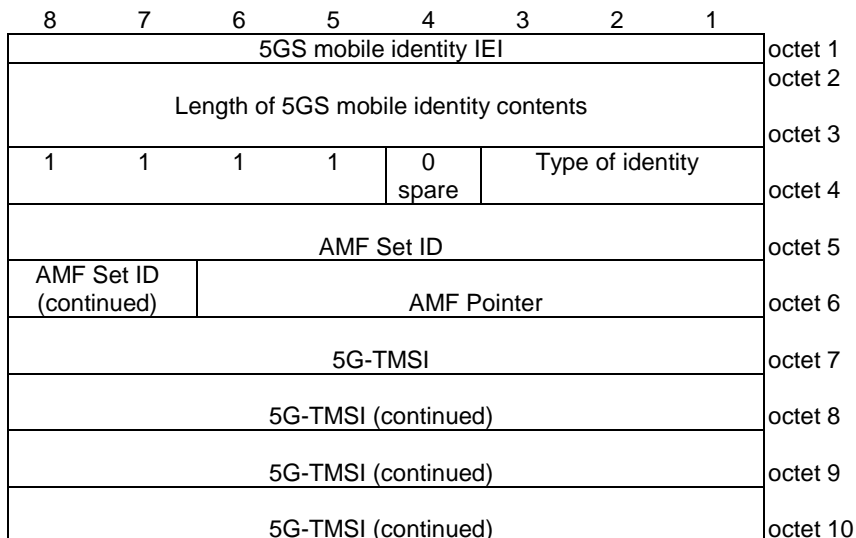 8 7 6 5 4 3 2 1
5GS mobile identity IEI octet 1
octet 2
Length of 5GS mobile identity contents
octet 3
1 1 1 1 0 Type of identity
spare octet 4
AMF Set ID octet 5
AMF Set ID
(continued) AMF Pointer octet 6
5G-TMSI octet 7
5G-TMSI (continued) octet 8
5G-TMSI (continued) octet 9
5G-TMSI (continued) octet 10